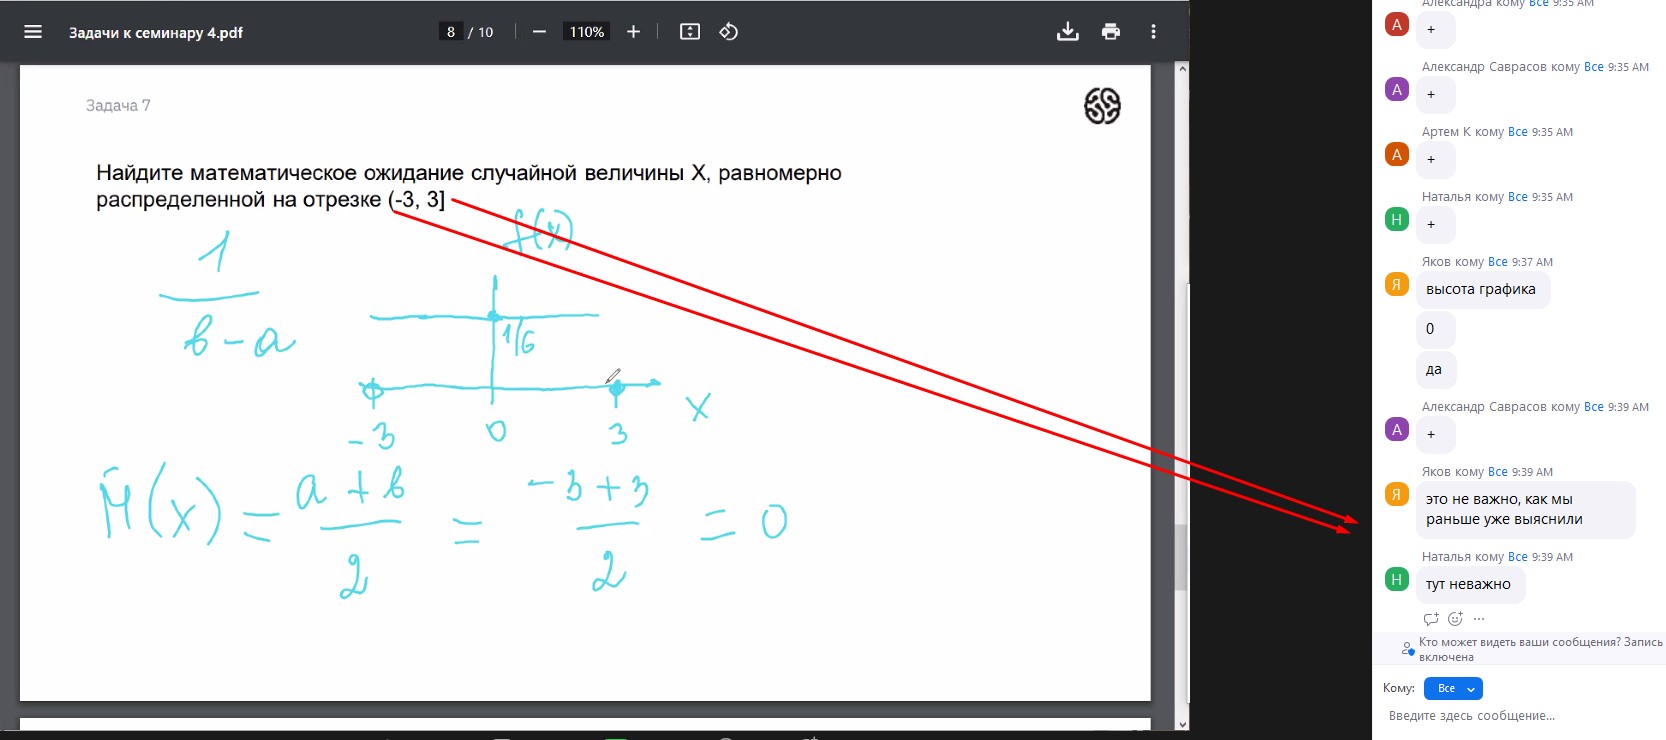 Задачи к семинару 4.pdf
8 / 10
110%
Задача 7
Найдите математическое ожидание случайной величины X, равномерно
распределенной на отрезке (-3, 3]
f(x)
1
в - а
1/6
-3 0 3 x
M(x) = а + в / 2 = -3 + 3 / 2 = 0
Александра кому Все 9:35 AM
А
+
Александр Саврасов кому Все 9:35 AM
А
+
Артем К кому Все 9:35 AM
А
+
Наталья кому Все 9:35 AM
Н
+
Яков кому Все 9:37 AM
Я
высота графика
0
да
Александр Саврасов кому Все 9:39 AM
А
+
Яков кому Все 9:39 AM
Я
это не важно, как мы
раньше уже выяснили
Наталья кому Все 9:39 AM
Н
тут неважно
Кто может видеть ваши сообщения? Запись
включена
Кому: Все
Введите здесь сообщение...